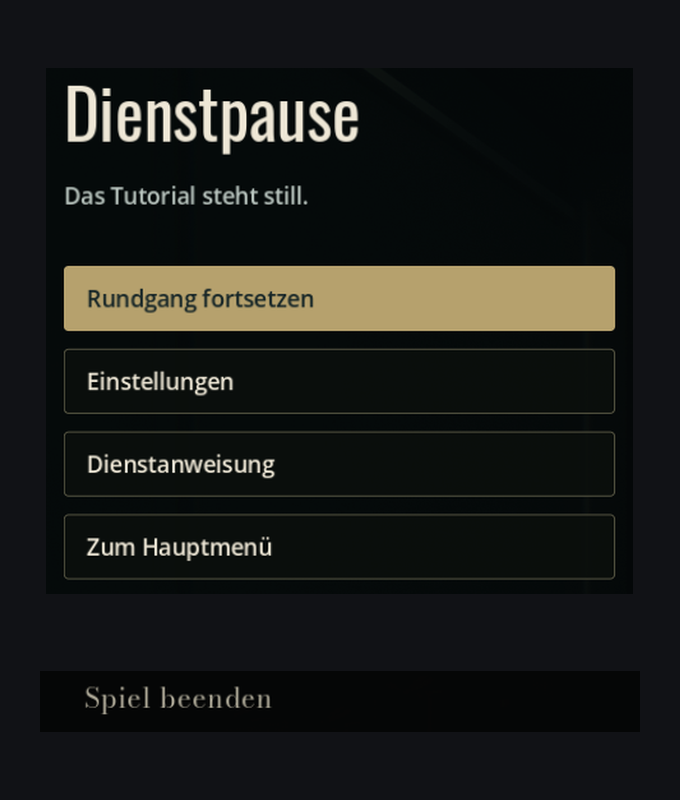 Dienstpause
Das Tutorial steht still.
Rundgang fortsetzen
Einstellungen
Dienstanweisung
Zum Hauptmenü
Spiel beenden